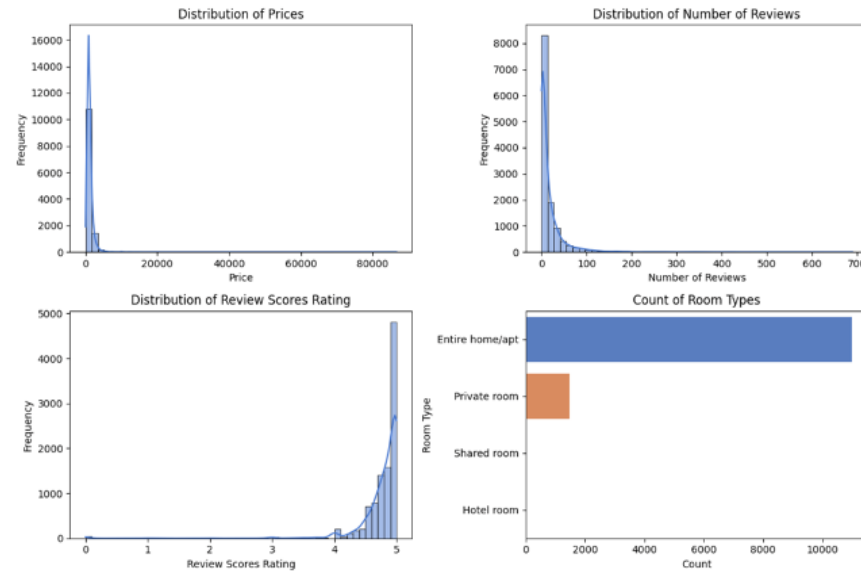 Distribution of Prices
16000
14000
12000
10000
8000
6000
4000
2000
0
Frequency
0 20000 40000 60000 80000
Price
Distribution of Number of Reviews
8000
7000
6000
5000
4000
3000
2000
1000
0
Frequency
0 100 200 300 400 500 600
Number of Reviews
Distribution of Review Scores Rating
5000
4000
3000
2000
1000
0
Frequency
0 1 2 3 4 5
Review Scores Rating
Count of Room Types
Entire home/apt
Private room
Shared room
Hotel room
Room Type
0 2000 4000 6000 8000 10000
Count